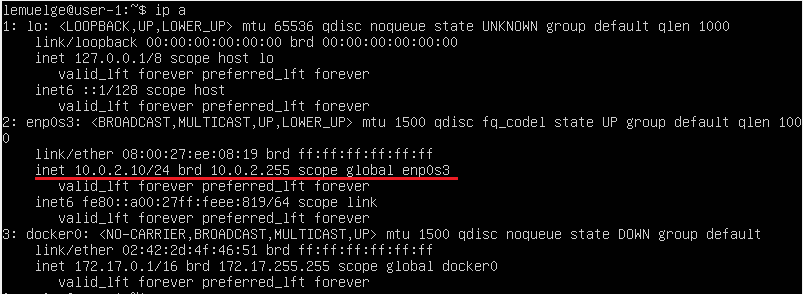 lemuelge@user-1:~$ ip a
1: lo: <LOOPBACK,UP,LOWER_UP> mtu 65536 qdisc noqueue state UNKNOWN group default qlen 1000
link/loopback 00:00:00:00:00:00 brd 00:00:00:00:00:00
inet 127.0.0.1/8 scope host lo
valid_lft forever preferred_lft forever
inet6 ::1/128 scope host
valid_lft forever preferred_lft forever
2: enp0s3: <BROADCAST,MULTICAST,UP,LOWER_UP> mtu 1500 qdisc fq_codel state UP group default qlen 100
0
link/ether 08:00:27:ee:08:19 brd ff:ff:ff:ff:ff:ff
inet 10.0.2.10/24 brd 10.0.2.255 scope global enp0s3
valid_lft forever preferred_lft forever
inet6 fe80::a00:27ff:feee:819/64 scope link
valid_lft forever preferred_lft forever
3: docker0: <NO-CARRIER,BROADCAST,MULTICAST,UP> mtu 1500 qdisc noqueue state DOWN group default
link/ether 02:42:2d:4f:46:51 brd ff:ff:ff:ff:ff:ff
inet 172.17.0.1/16 brd 172.17.255.255 scope global docker0
valid_lft forever preferred_lft forever